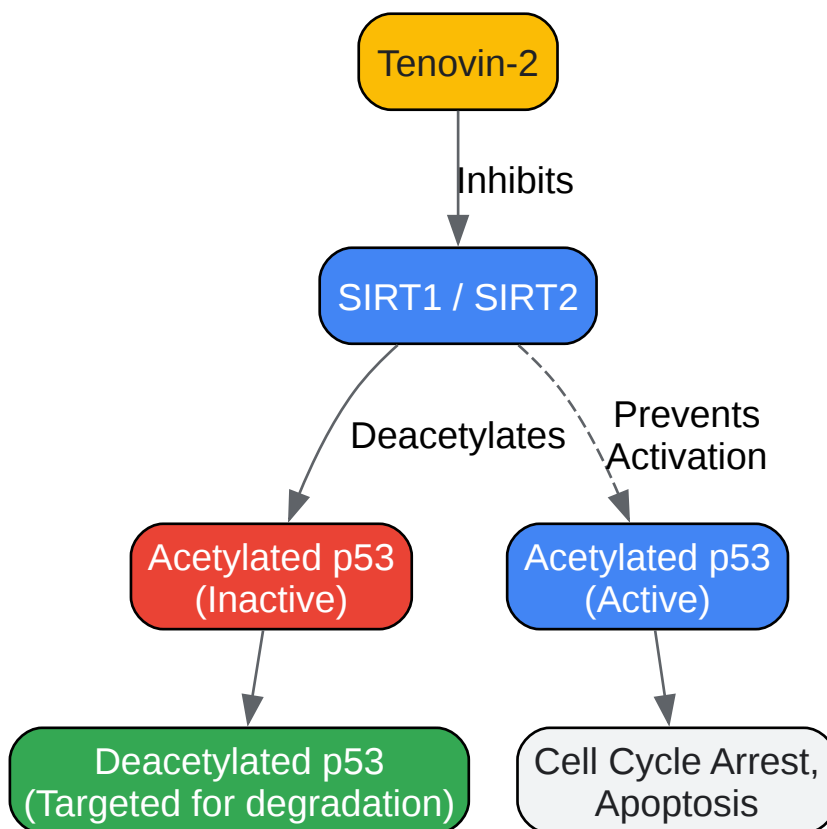 Tenovin-2
Inhibits
SIRT1 / SIRT2
Deacetylates
Prevents
Activation
Acetylated p53
(Inactive)
Acetylated p53
(Active)
Deacetylated p53
(Targeted for degradation)
Cell Cycle Arrest,
Apoptosis